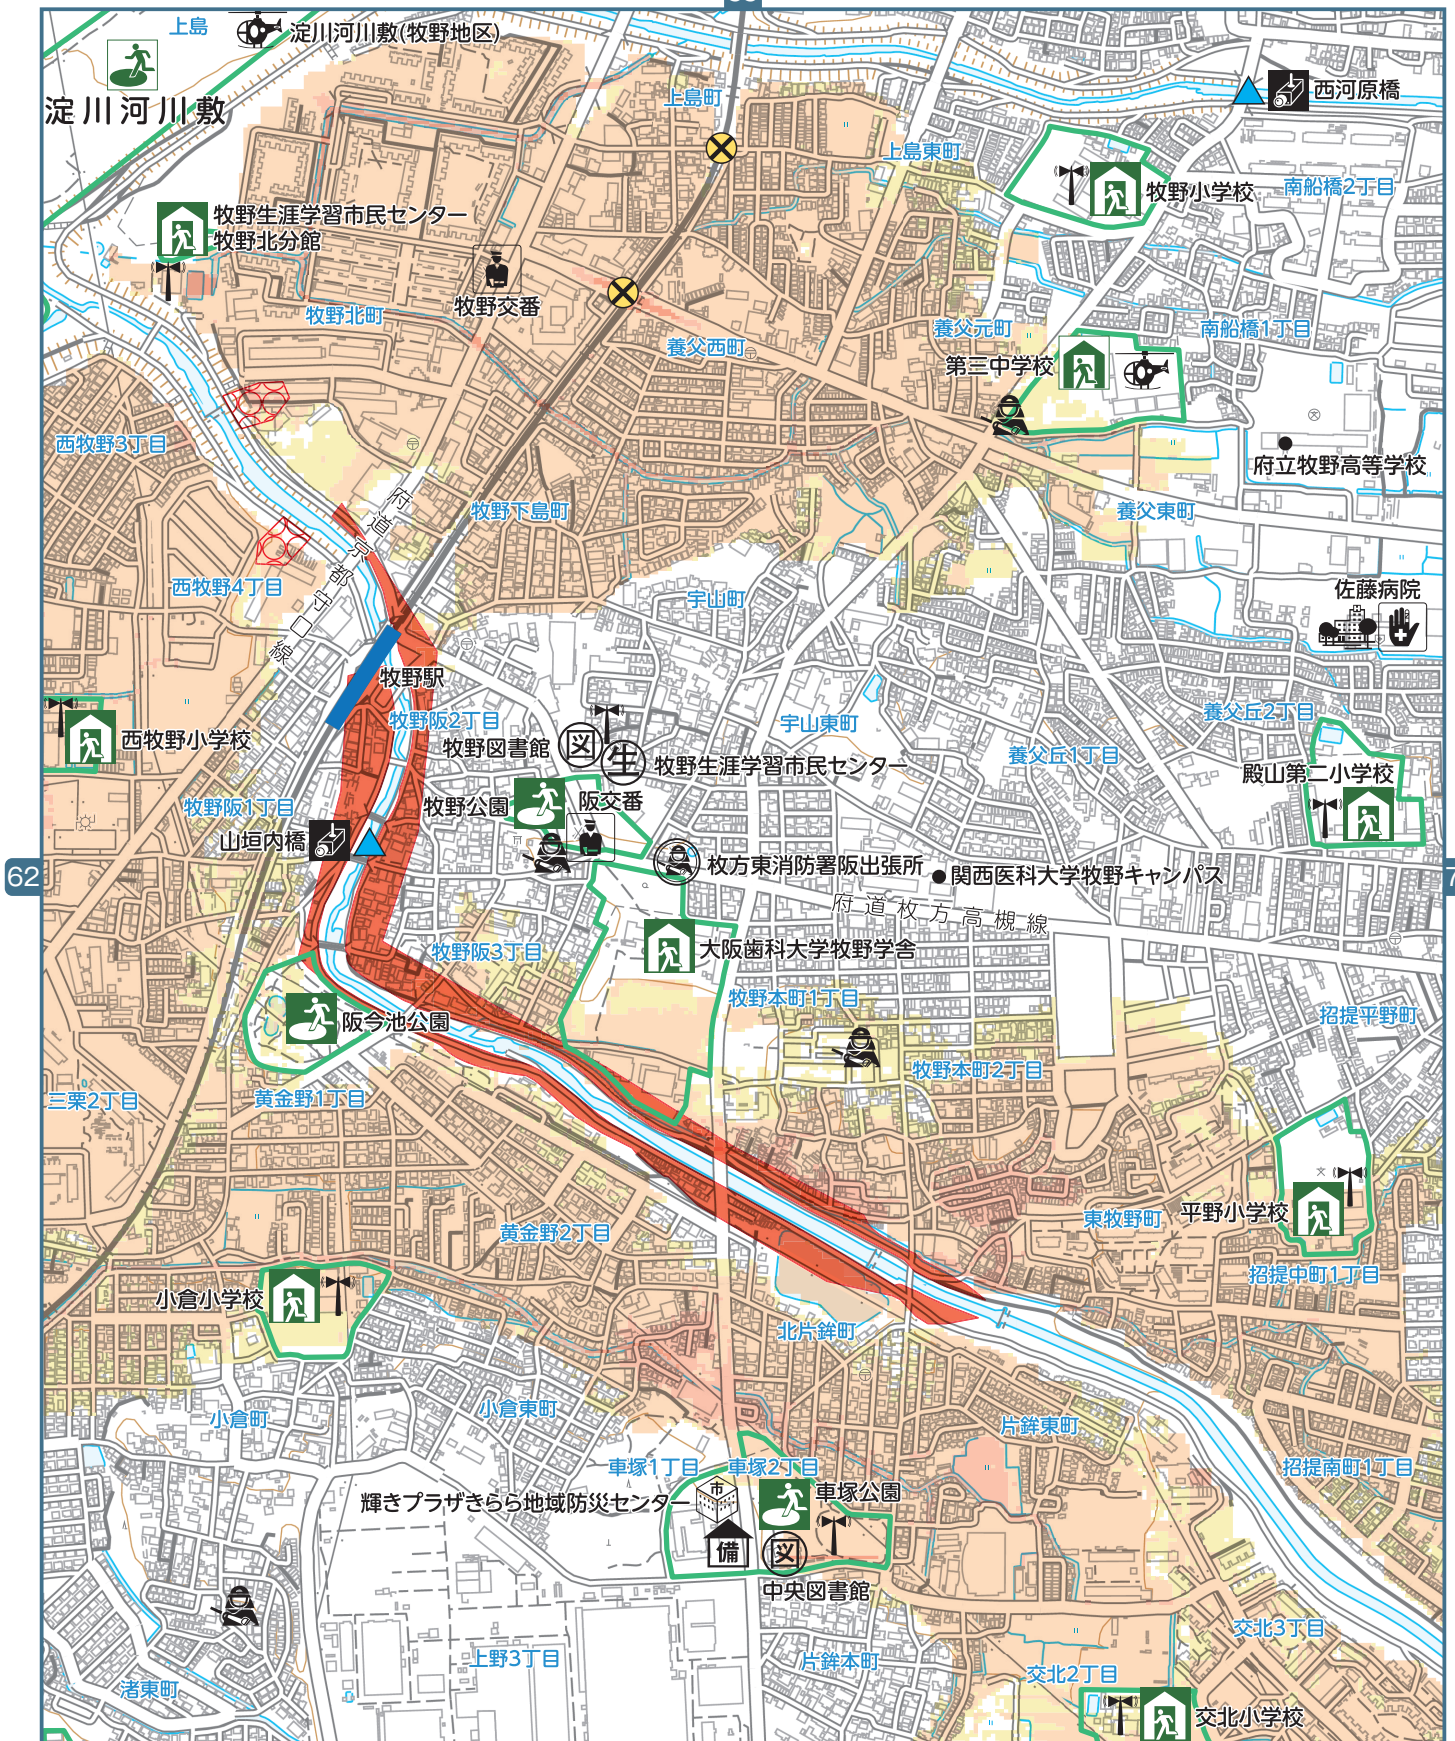 上島
淀川河川敷(牧野地区)
淀川河川敷
上島町
西河原橋
上島東町
牧野小学校
南船橋2丁目
牧野生涯学習市民センター
牧野北分館
牧野交番
牧野北町
養父元町
南船橋1丁目
養父西町
第三中学校
西牧野3丁目
府立牧野高等学校
府道京都守口線
牧野下島町
養父東町
西牧野4丁目
宇山町
佐藤病院
牧野駅
牧野阪2丁目
宇山東町
養父丘2丁目
西牧野小学校
牧野図書館
図
生
牧野生涯学習市民センター
養父丘1丁目
殿山第二小学校
牧野阪1丁目
牧野公園
阪交番
山垣内橋
枚方東消防署阪出張所
関西医科大学牧野キャンパス
62
7
府道枚方高槻線
牧野阪3丁目
大阪歯科大学牧野学舎
牧野本町1丁目
阪今池公園
招提平野町
牧野本町2丁目
三栗2丁目
黄金野1丁目
東牧野町
平野小学校
黄金野2丁目
招提中町1丁目
小倉小学校
北片鉾町
小倉町
小倉東町
片鉾東町
車塚1丁目
車塚2丁目
招提南町1丁目
市
輝きプラザきらら地域防災センター
車塚公園
備
図
中央図書館
交北3丁目
上野3丁目
片鉾本町
交北2丁目
渚東町
交北小学校